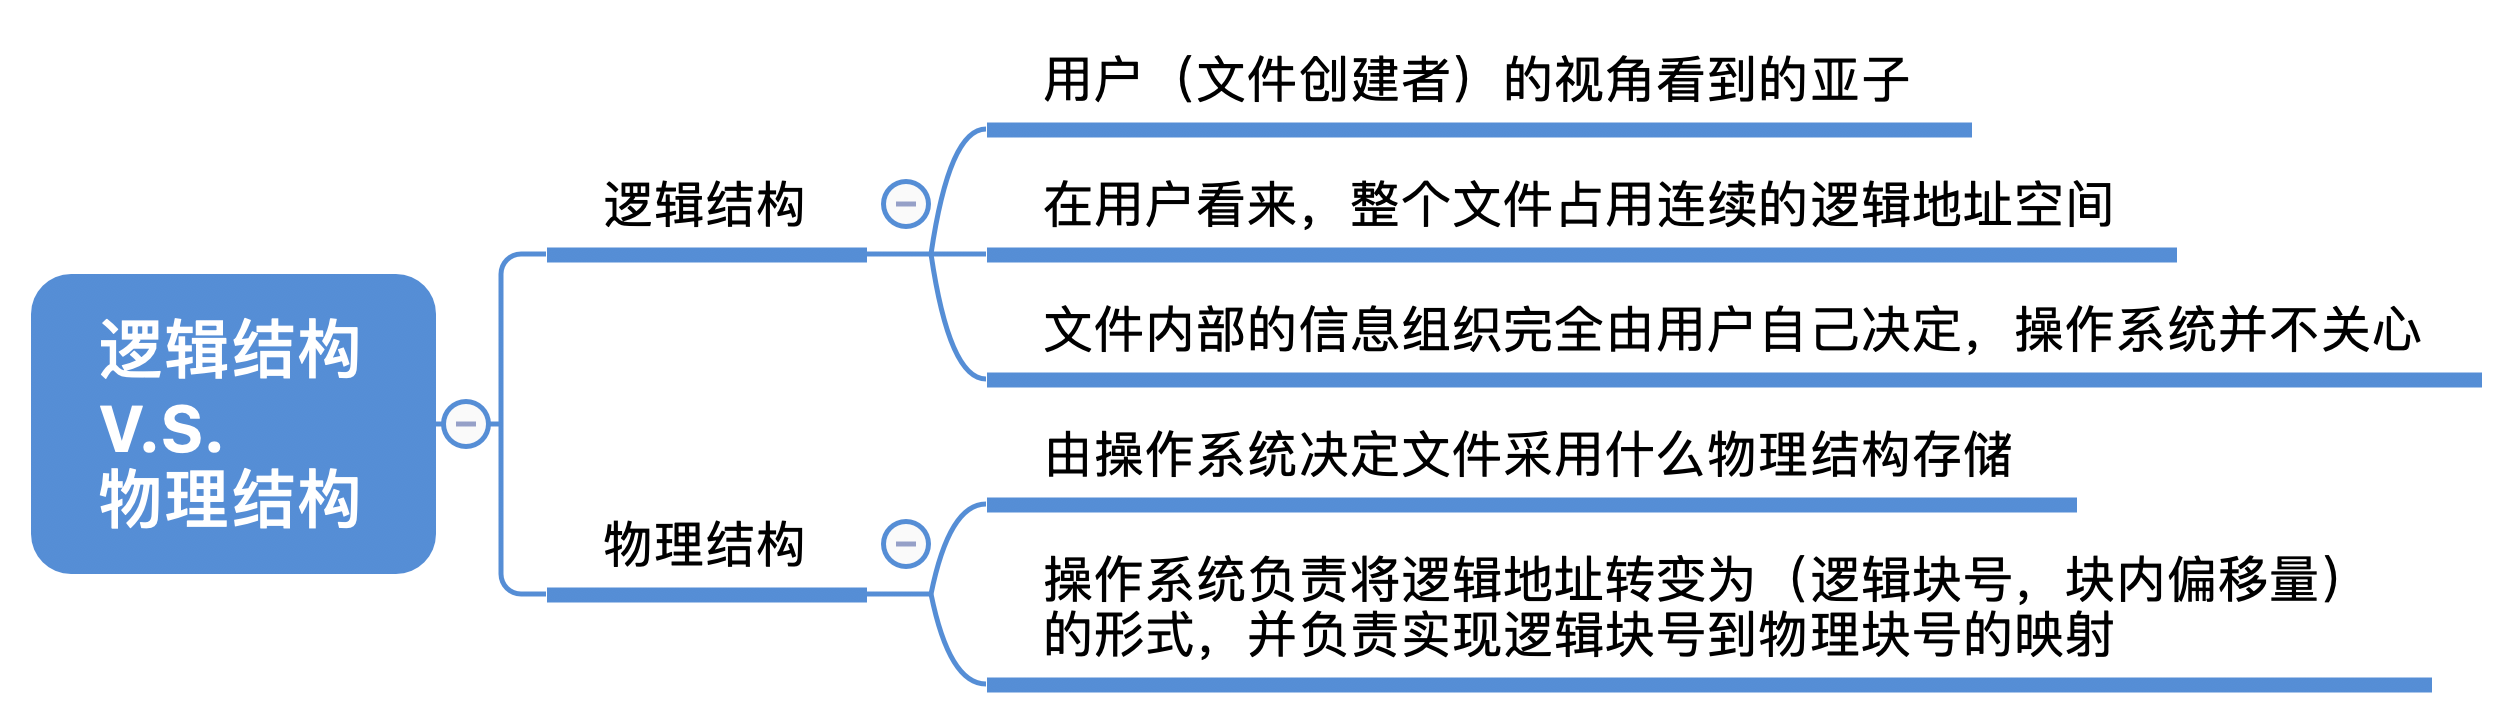 逻辑结构
V.S.
物理结构
逻辑结构
用户（文件创建者）的角度看到的亚子
在用户看来，整个文件占用连续的逻辑地址空间
文件内部的信息组织完全由用户自己决定，操作系统并不关心
物理结构
由操作系统决定文件采用什么物理结构存储
操作系统负责将逻辑地址转变为（逻辑块号，块内偏移量）
的形式，并负责实现逻辑块号到物理块号的映射